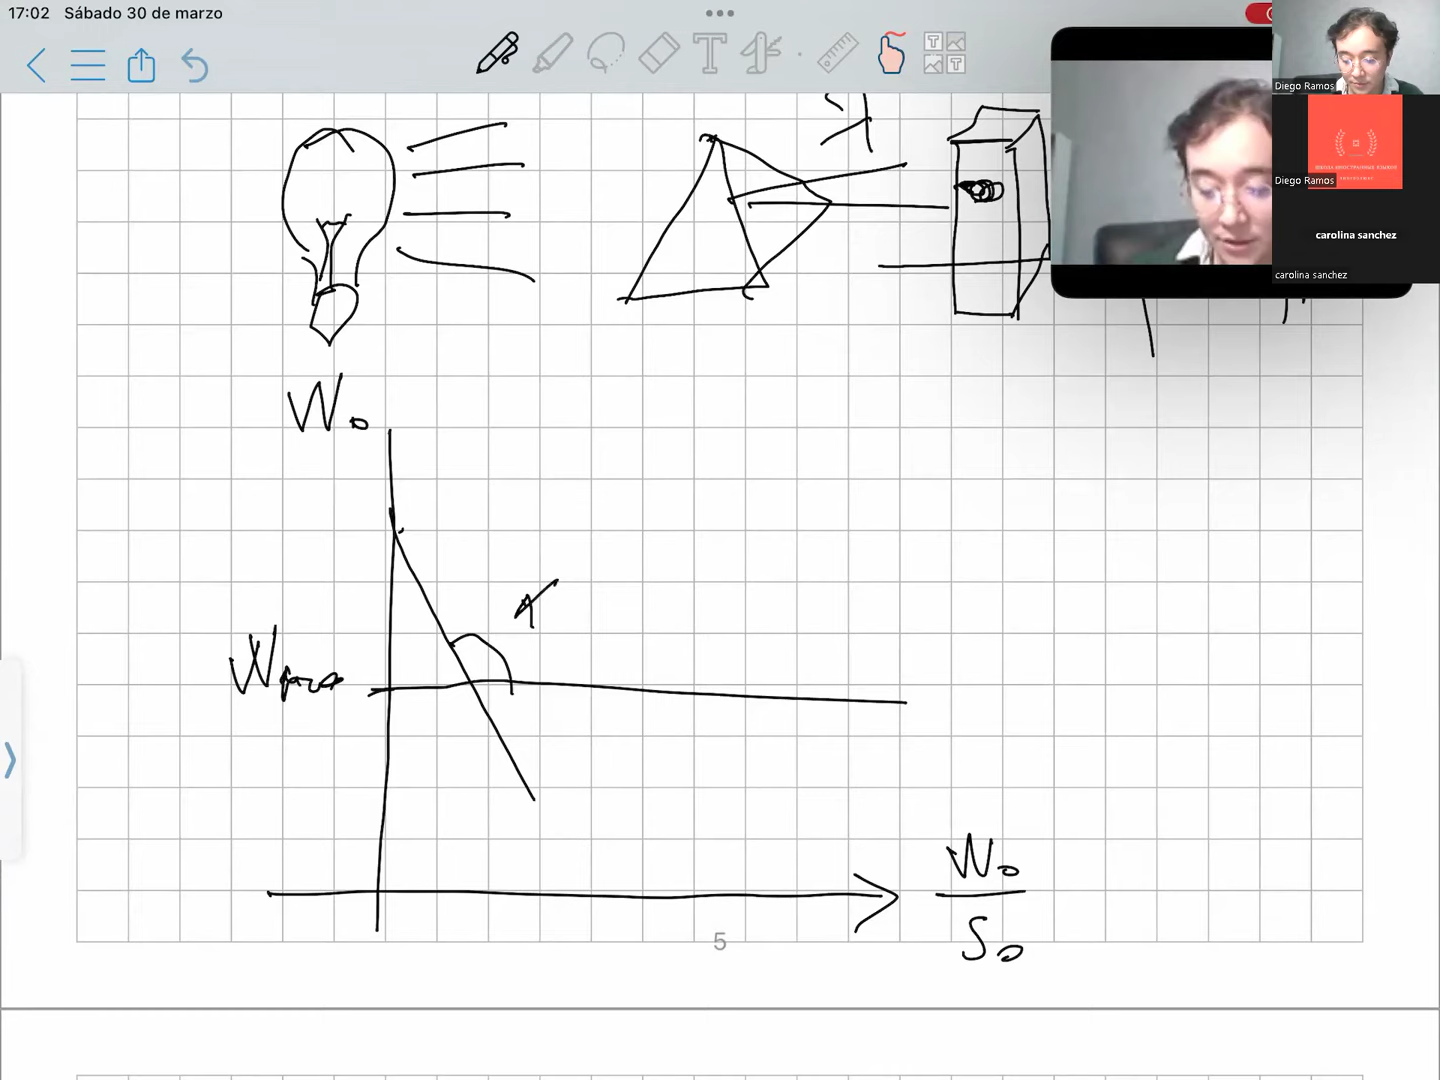 17:02 Sábado 30 de marzo
T
T
T
Diego Ramos
Diego Ramos
carolina sanchez
carolina sanchez
λ
W₀
W
W₀
S₀
5